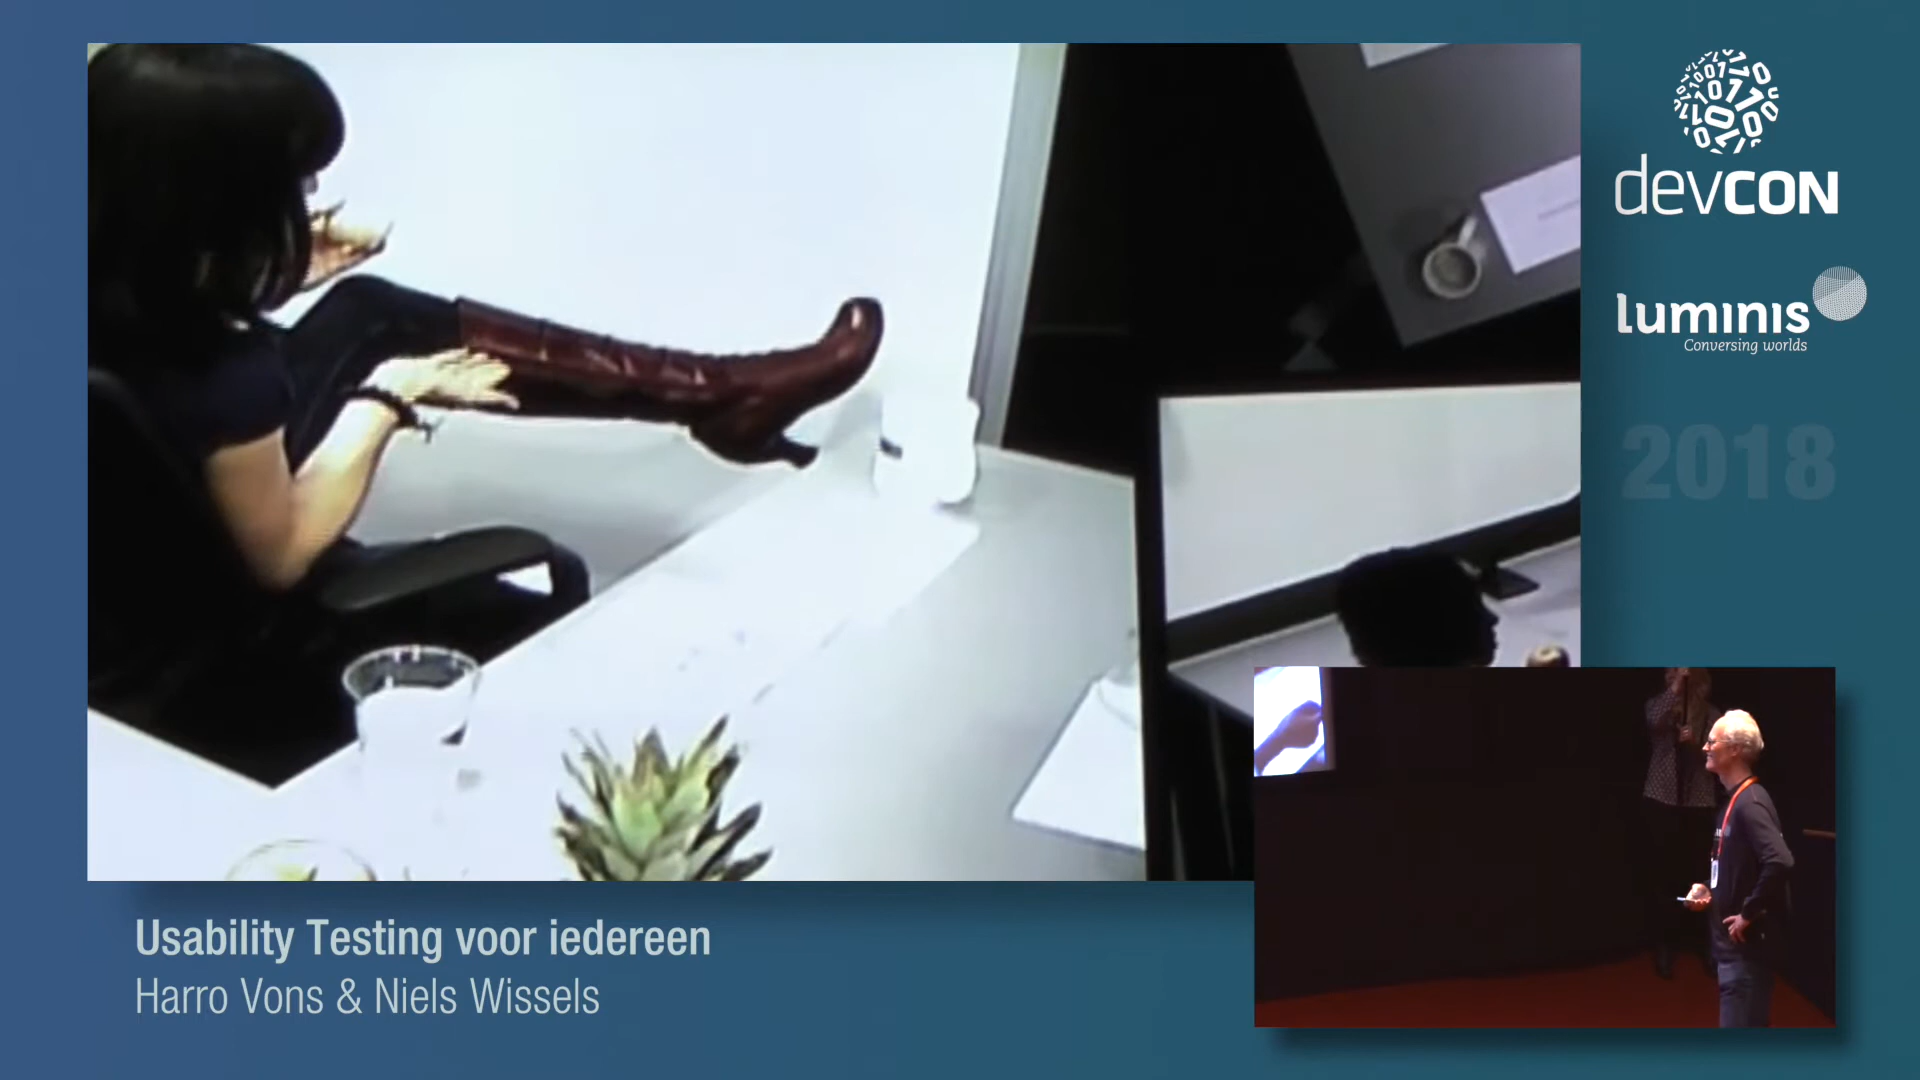 devcon
luminis
Conversing worlds
2018
Usability Testing voor iedereen
Harro Vons & Niels Wissels